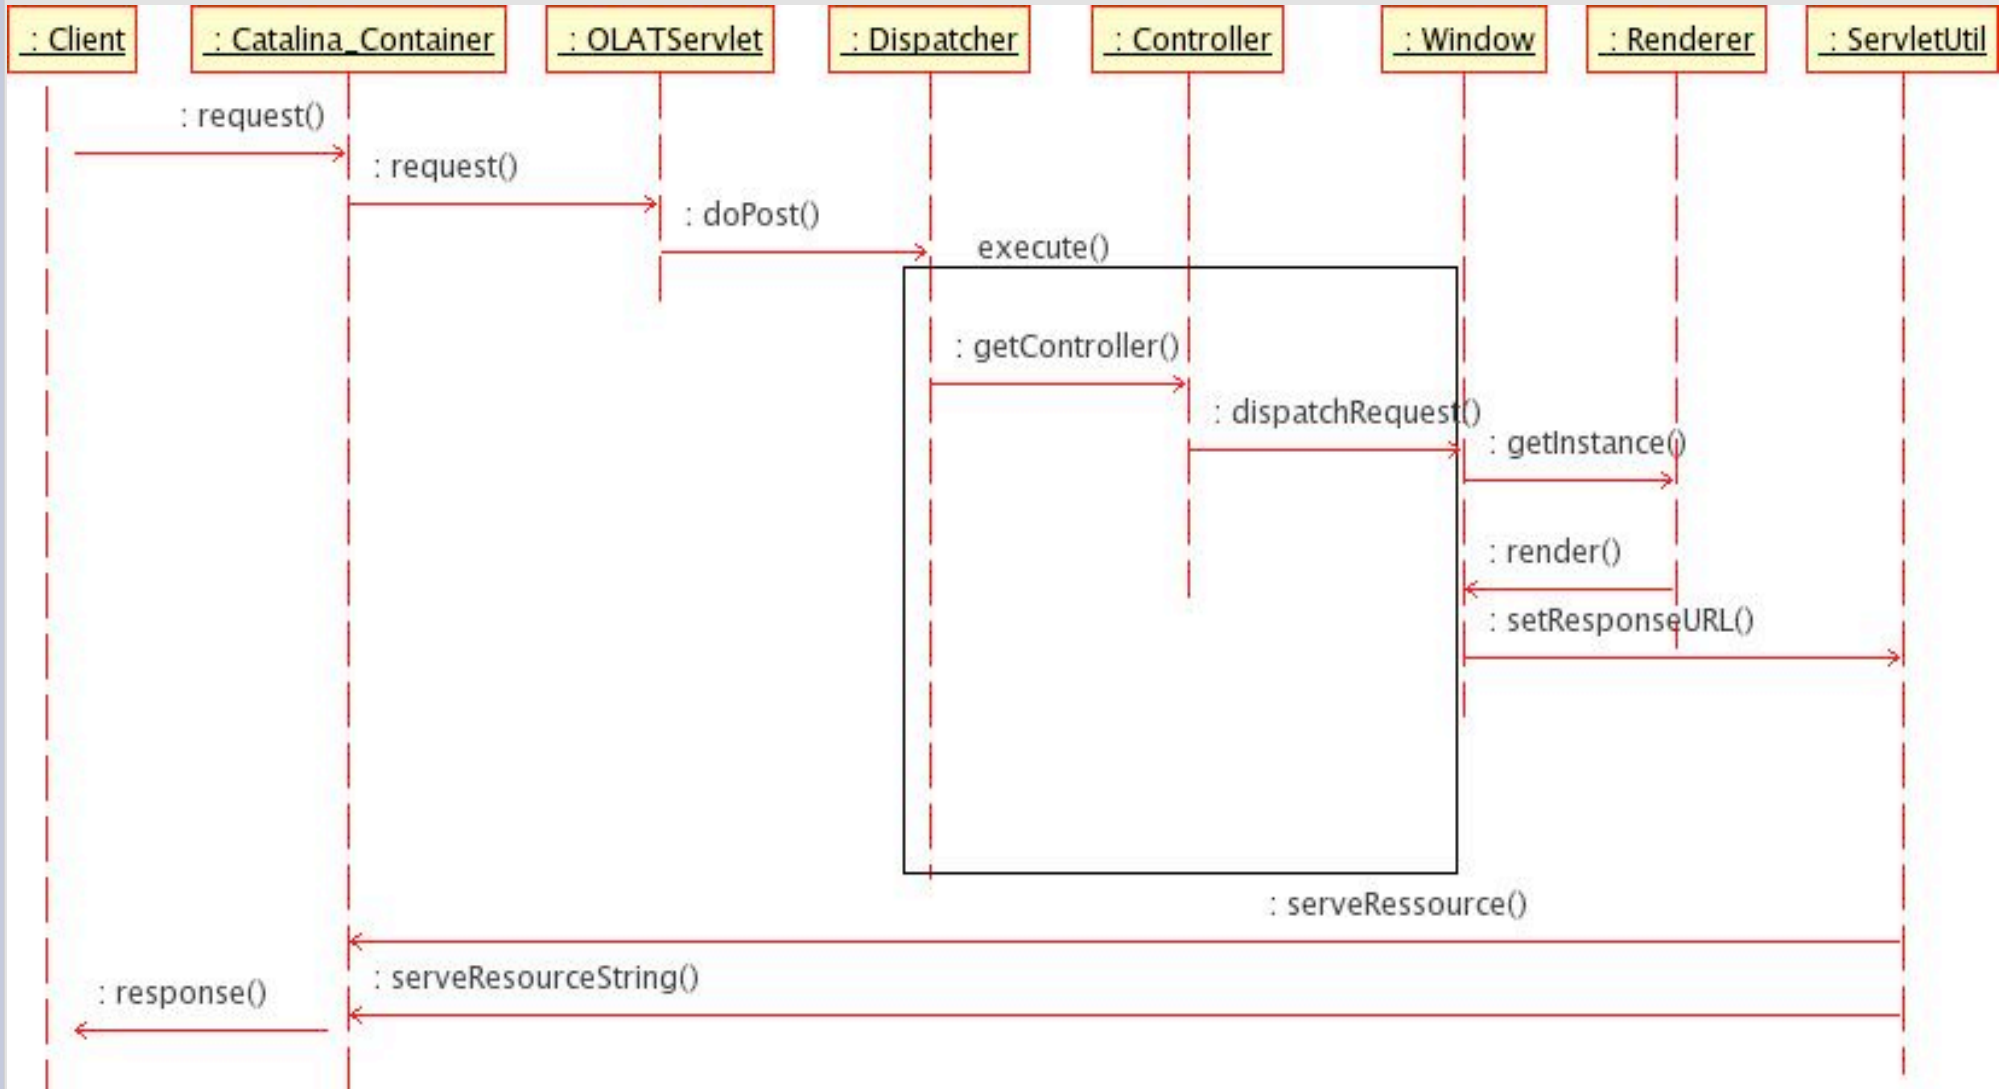 : Client
: Catalina_Container
: OLATServlet
: Dispatcher
: Controller
: Window
: Renderer
: ServletUtil
: request()
: request()
: doPost()
execute()
: getController()
: dispatchRequest()
: getInstance()
: render()
: setResponseURL()
: serveRessource()
: serveResourceString()
: response()